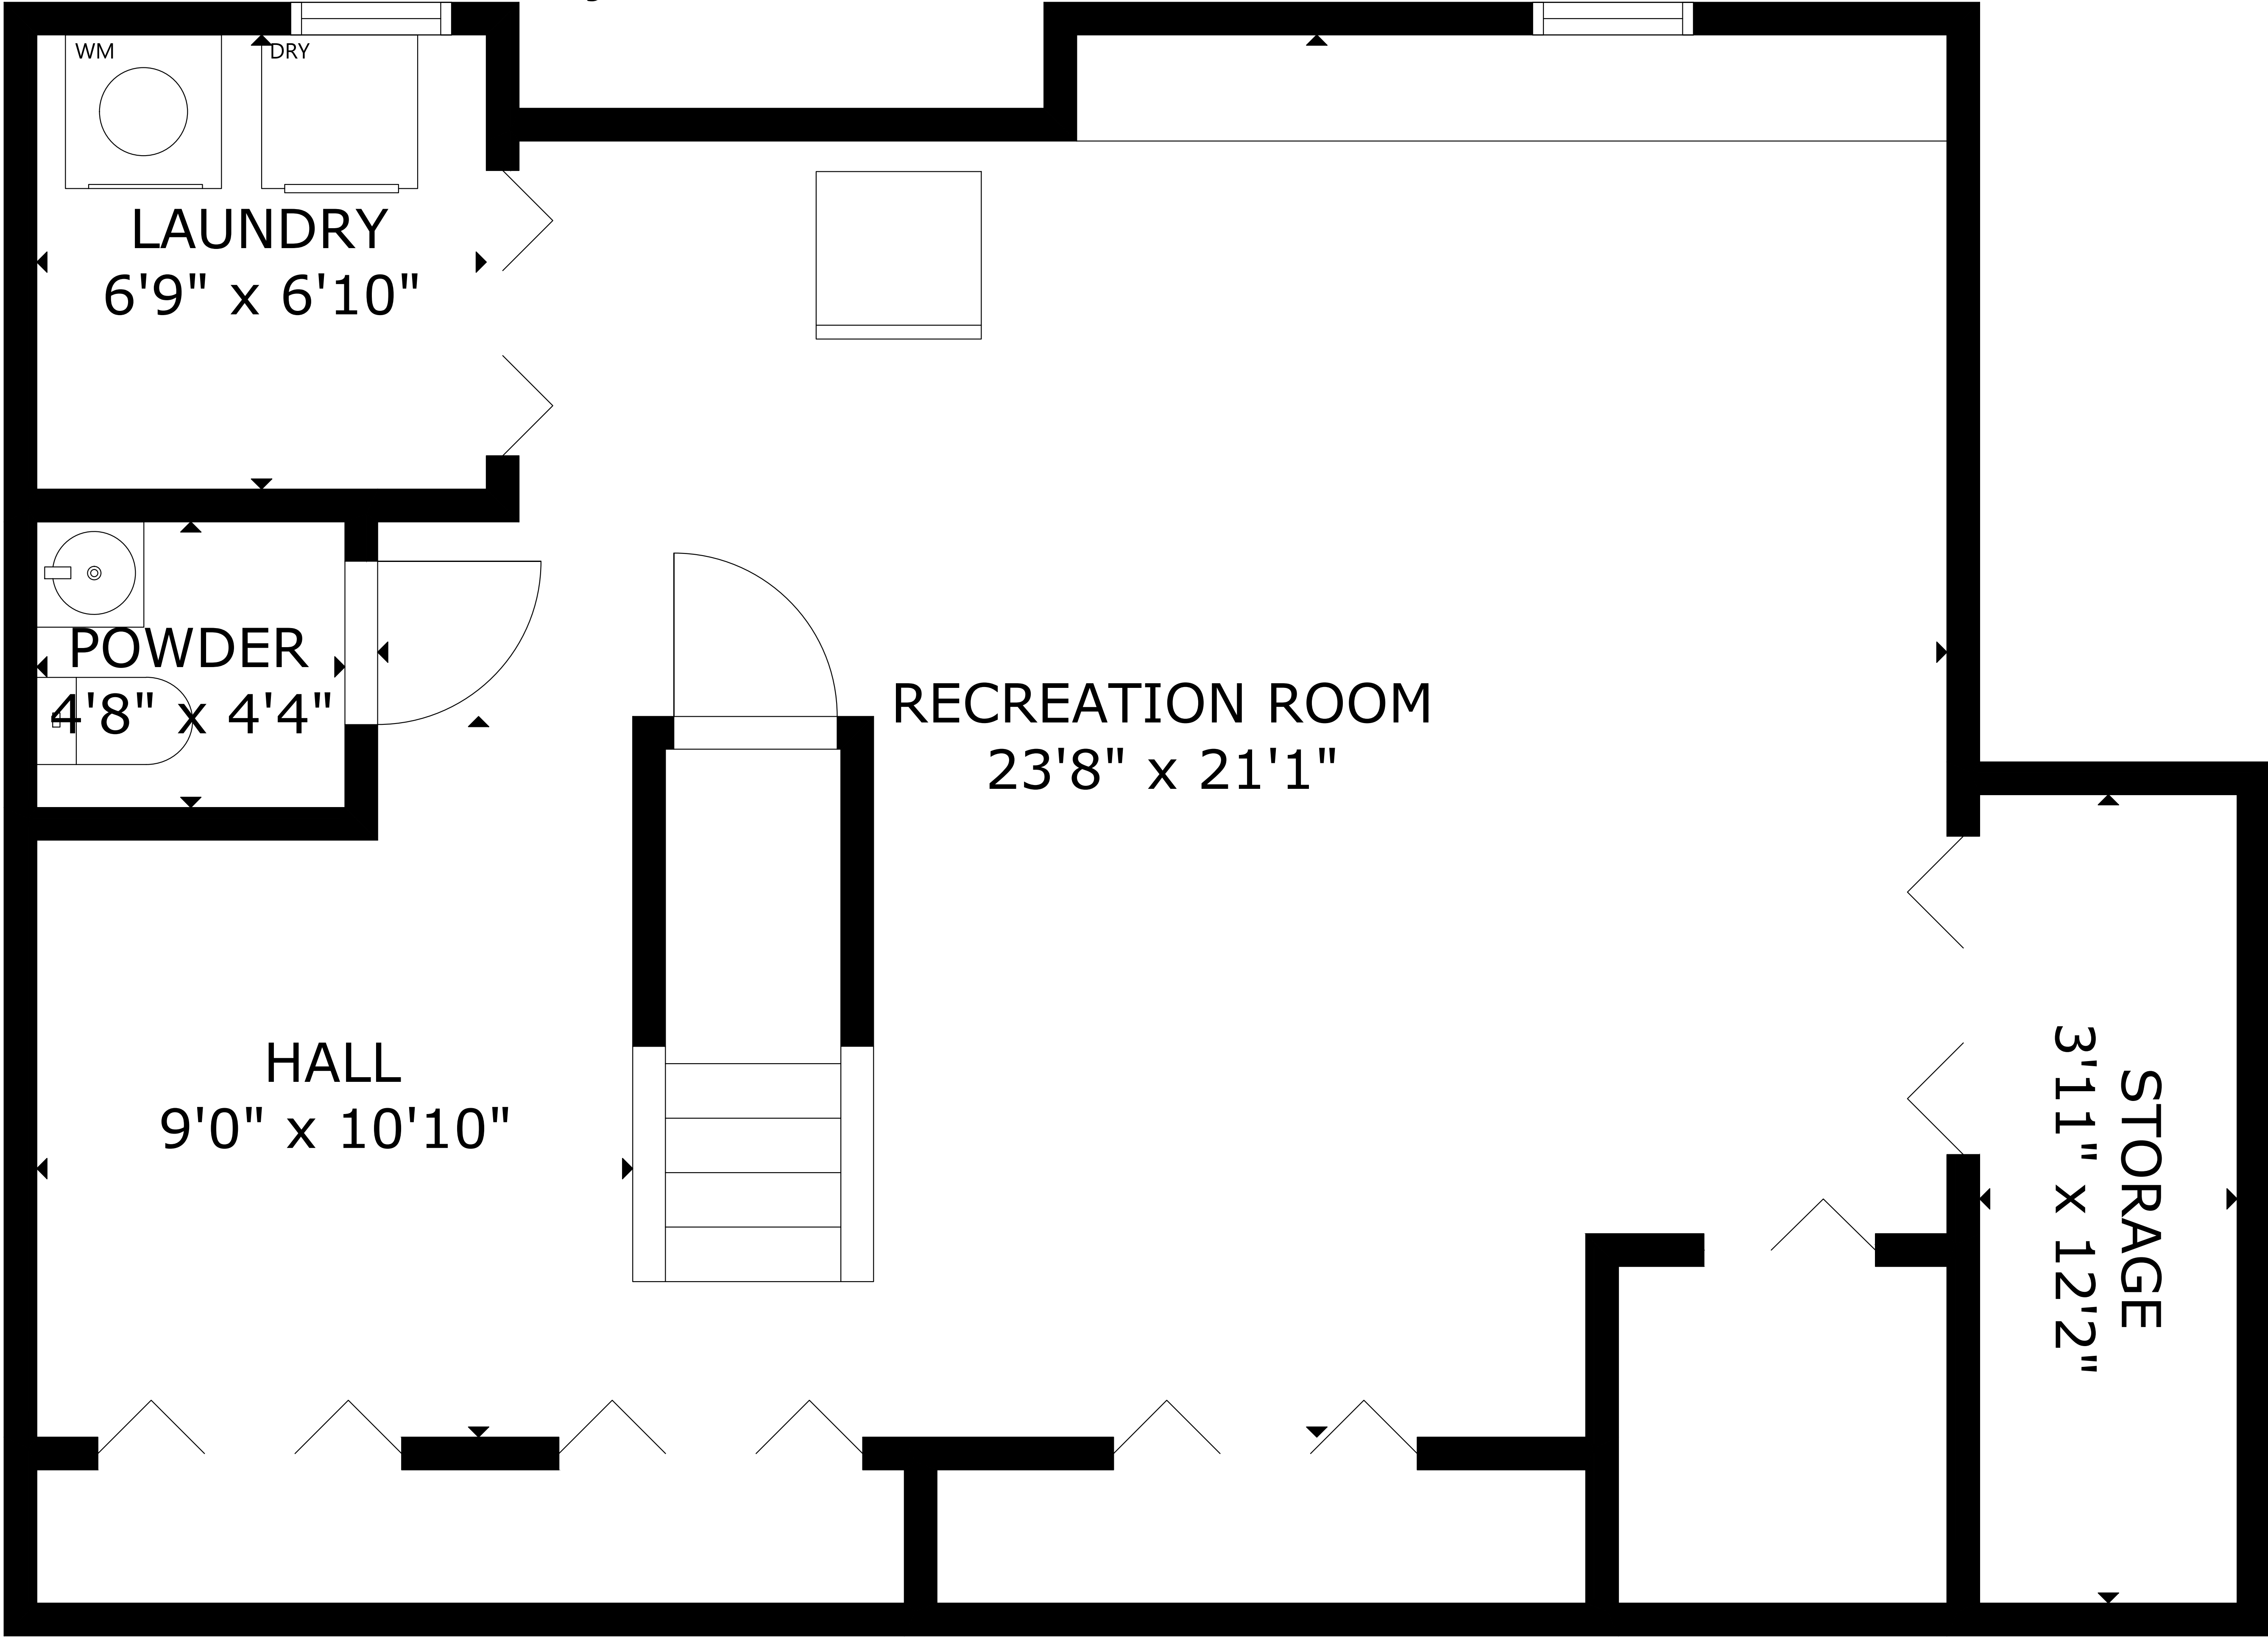 WM
DRY
LAUNDRY
6'9" x 6'10"
POWDER
4'8" x 4'4"
RECREATION ROOM
23'8" x 21'1"
HALL
9'0" x 10'10"
STORAGE
3'11" x 12'2"